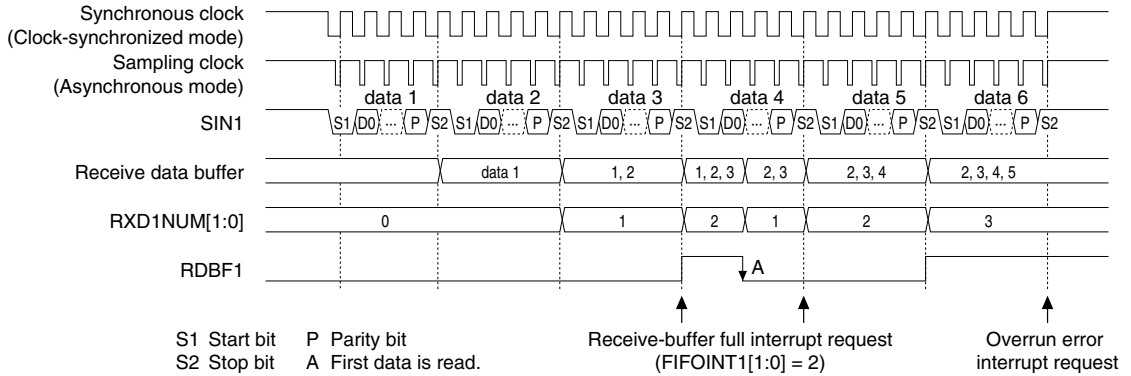 Synchronous clock
(Clock-synchronized mode)
Sampling clock
(Asynchronous mode)
data 1 data 2 data 3 data 4 data 5 data 6
SIN1 S1 D0 ... P S2 S1 D0 ... P S2 S1 D0 ... P S2 S1 D0 ... P S2 S1 D0 ... P S2 S1 D0 ... P S2
Receive data buffer data 1 1, 2 1, 2, 3 2, 3 2, 3, 4 2, 3, 4, 5
RXD1NUM[1:0] 0 1 2 1 2 3
RDBF1 A
S1 Start bit P Parity bit Receive-buffer full interrupt request Overrun error
S2 Stop bit A First data is read. (FIFOINT1[1:0] = 2) interrupt request